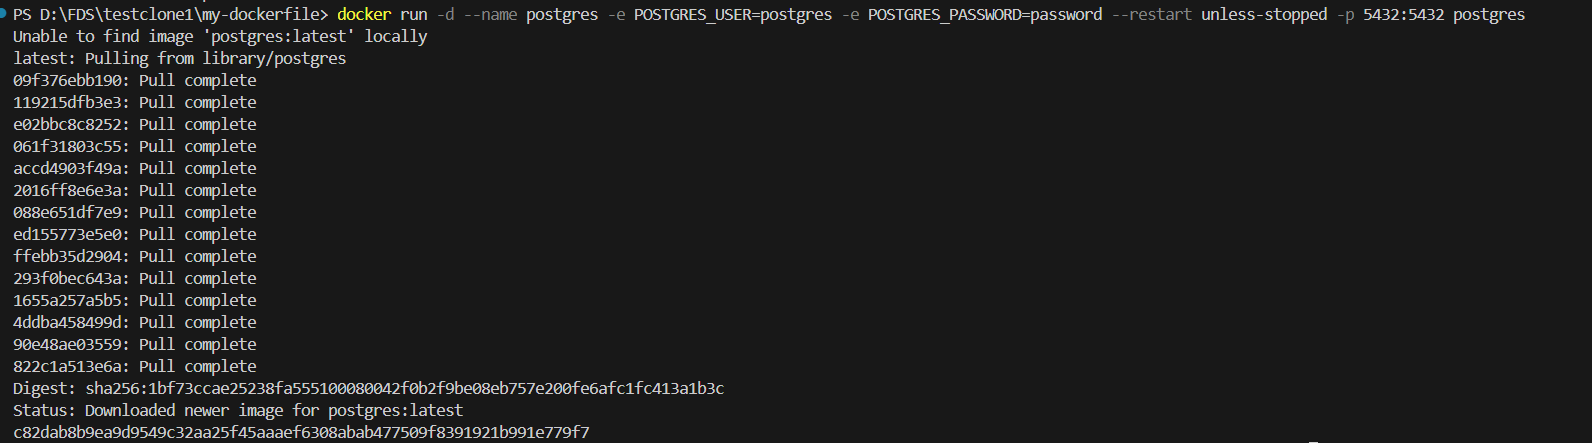 PS D:\FDS\testclone1\my-dockerfile> docker run -d --name postgres -e POSTGRES_USER=postgres -e POSTGRES_PASSWORD=password --restart unless-stopped -p 5432:5432 postgres
Unable to find image 'postgres:latest' locally
latest: Pulling from library/postgres
09f376ebb190: Pull complete
119215dfb3e3: Pull complete
e02bbc8c8252: Pull complete
061f31803c55: Pull complete
accd4903f49a: Pull complete
2016ff8e6e3a: Pull complete
088e651df7e9: Pull complete
ed155773e5e0: Pull complete
ffebb35d2904: Pull complete
293f0bec643a: Pull complete
1655a257a5b5: Pull complete
4ddba458499d: Pull complete
90e48ae03559: Pull complete
822c1a513e6a: Pull complete
Digest: sha256:1bf73ccae25238fa555100080042f0b2f9be08eb757e200fe6afc1fc413a1b3c
Status: Downloaded newer image for postgres:latest
c82dab8b9ea9d9549c32aa25f45aaaef6308abab477509f8391921b991e779f7